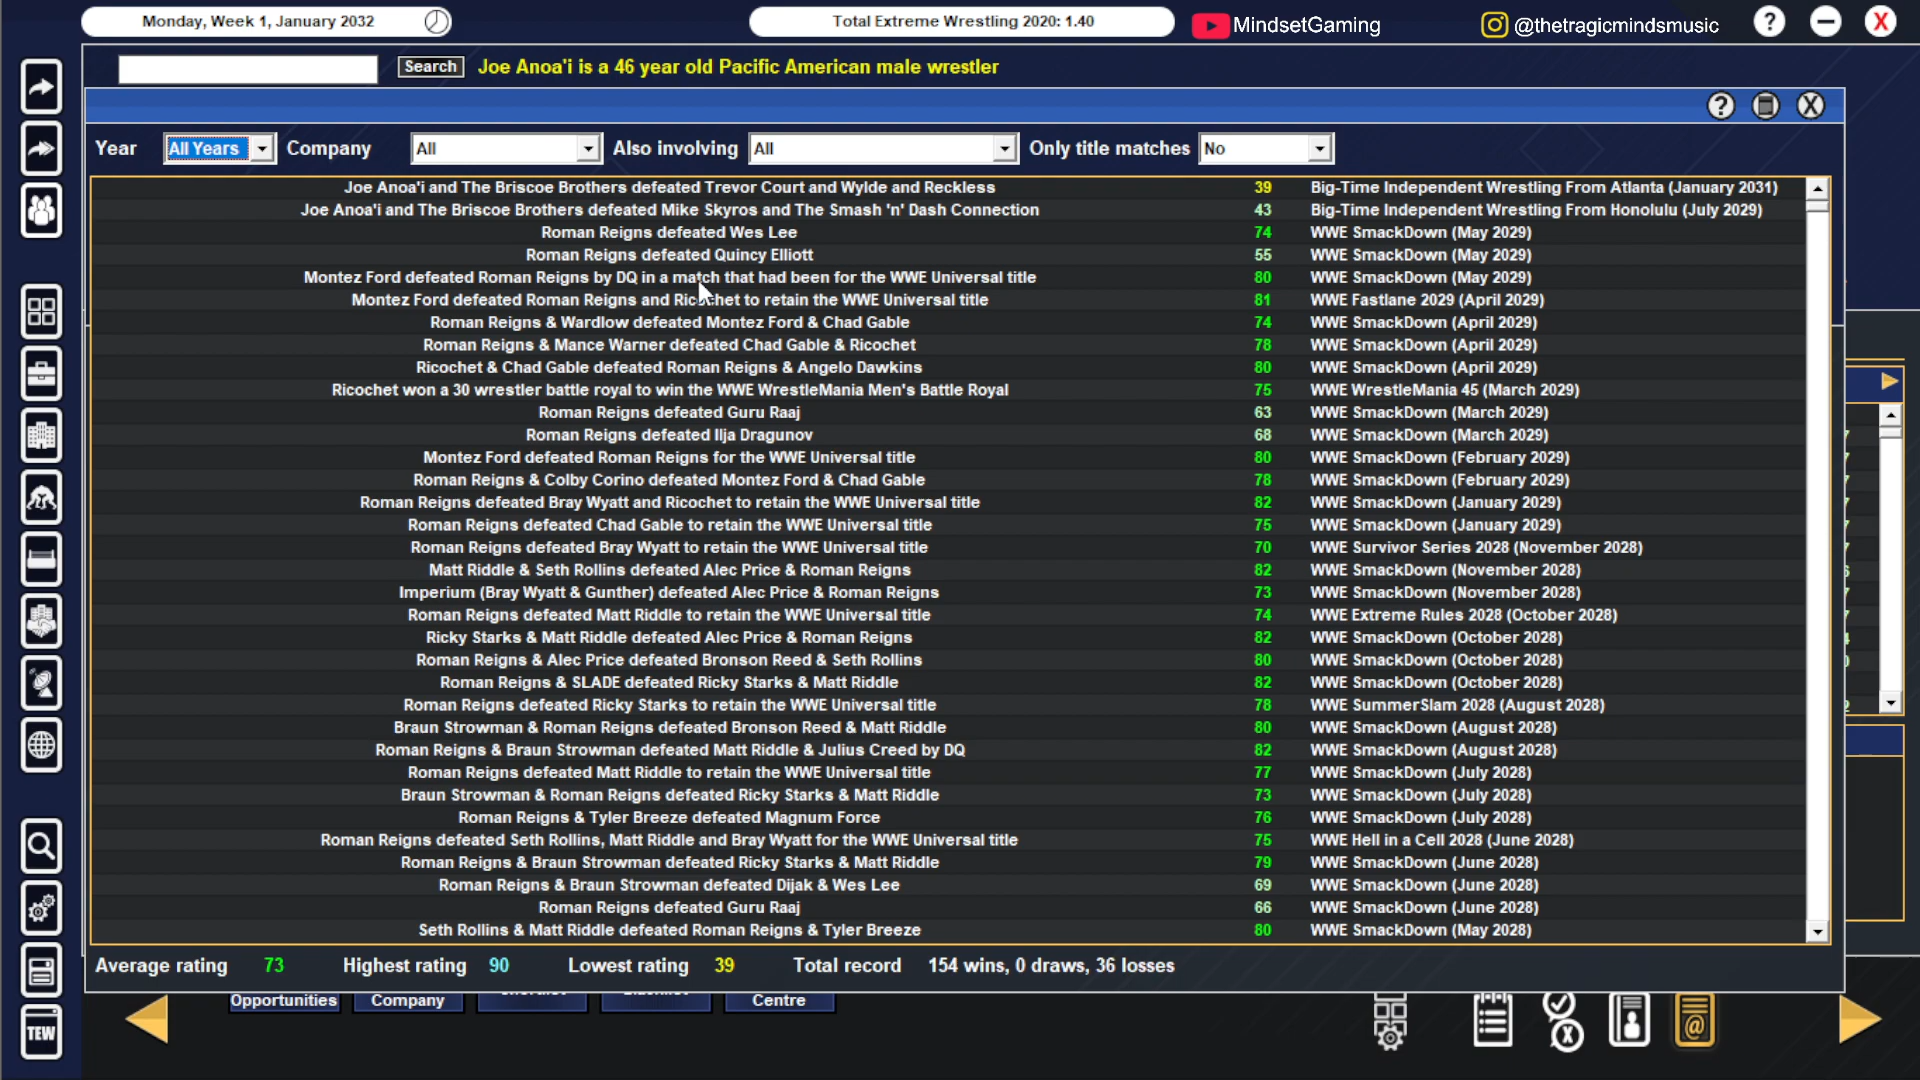 Monday, Week 1, January 2032
Total Extreme Wrestling 2020: 1.40
MindsetGaming
@thetragicmindsmusic
?
X
Search
Joe Anoa'i is a 46 year old Pacific American male wrestler
? X
Year All Years Company All Also involving All Only title matches No
Joe Anoa'i and The Briscoe Brothers defeated Trevor Court and Wylde and Reckless 39 Big-Time Independent Wrestling From Atlanta (January 2031)
Joe Anoa'i and The Briscoe Brothers defeated Mike Skyros and The Smash 'n' Dash Connection 43 Big-Time Independent Wrestling From Honolulu (July 2029)
Roman Reigns defeated Wes Lee 74 WWE SmackDown (May 2029)
Roman Reigns defeated Quincy Elliott 55 WWE SmackDown (May 2029)
Montez Ford defeated Roman Reigns by DQ in a match that had been for the WWE Universal title 80 WWE SmackDown (May 2029)
Montez Ford defeated Roman Reigns and Ricochet to retain the WWE Universal title 81 WWE Fastlane 2029 (April 2029)
Roman Reigns & Wardlow defeated Montez Ford & Chad Gable 74 WWE SmackDown (April 2029)
Roman Reigns & Mance Warner defeated Chad Gable & Ricochet 78 WWE SmackDown (April 2029)
Ricochet & Chad Gable defeated Roman Reigns & Angelo Dawkins 80 WWE SmackDown (April 2029)
Ricochet won a 30 wrestler battle royal to win the WWE WrestleMania Men's Battle Royal 75 WWE WrestleMania 45 (March 2029)
Roman Reigns defeated Guru Raaj 63 WWE SmackDown (March 2029)
Roman Reigns defeated Ilja Dragunov 68 WWE SmackDown (March 2029)
Montez Ford defeated Roman Reigns for the WWE Universal title 80 WWE SmackDown (February 2029)
Roman Reigns & Colby Corino defeated Montez Ford & Chad Gable 78 WWE SmackDown (February 2029)
Roman Reigns defeated Bray Wyatt and Ricochet to retain the WWE Universal title 82 WWE SmackDown (January 2029)
Roman Reigns defeated Chad Gable to retain the WWE Universal title 75 WWE SmackDown (January 2029)
Roman Reigns defeated Bray Wyatt to retain the WWE Universal title 70 WWE Survivor Series 2028 (November 2028)
Matt Riddle & Seth Rollins defeated Alec Price & Roman Reigns 82 WWE SmackDown (November 2028)
Imperium (Bray Wyatt & Gunther) defeated Alec Price & Roman Reigns 73 WWE SmackDown (November 2028)
Roman Reigns defeated Matt Riddle to retain the WWE Universal title 74 WWE Extreme Rules 2028 (October 2028)
Ricky Starks & Matt Riddle defeated Alec Price & Roman Reigns 82 WWE SmackDown (October 2028)
Roman Reigns & Alec Price defeated Bronson Reed & Seth Rollins 80 WWE SmackDown (October 2028)
Roman Reigns & SLADE defeated Ricky Starks & Matt Riddle 82 WWE SmackDown (October 2028)
Roman Reigns defeated Ricky Starks to retain the WWE Universal title 78 WWE SummerSlam 2028 (August 2028)
Braun Strowman & Roman Reigns defeated Bronson Reed & Matt Riddle 80 WWE SmackDown (August 2028)
Roman Reigns & Braun Strowman defeated Matt Riddle & Julius Creed by DQ 82 WWE SmackDown (August 2028)
Roman Reigns defeated Matt Riddle to retain the WWE Universal title 77 WWE SmackDown (July 2028)
Braun Strowman & Roman Reigns defeated Ricky Starks & Matt Riddle 73 WWE SmackDown (July 2028)
Roman Reigns & Tyler Breeze defeated Magnum Force 76 WWE SmackDown (July 2028)
Roman Reigns defeated Seth Rollins, Matt Riddle and Bray Wyatt for the WWE Universal title 75 WWE Hell in a Cell 2028 (June 2028)
Roman Reigns & Braun Strowman defeated Ricky Starks & Matt Riddle 79 WWE SmackDown (June 2028)
Roman Reigns & Braun Strowman defeated Dijak & Wes Lee 69 WWE SmackDown (June 2028)
Roman Reigns defeated Guru Raaj 66 WWE SmackDown (June 2028)
Seth Rollins & Matt Riddle defeated Roman Reigns & Tyler Breeze 80 WWE SmackDown (May 2028)
Average rating 73 Highest rating 90 Lowest rating 39 Total record 154 wins, 0 draws, 36 losses
Opportunities Company Centre
TEW